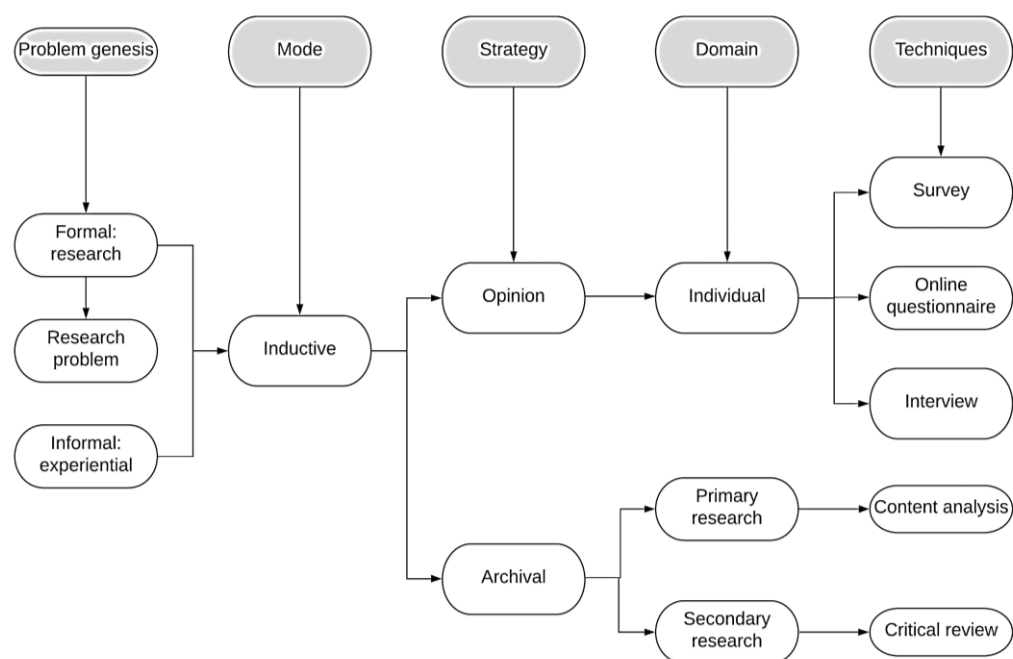 Problem genesis
Mode
Strategy
Domain
Techniques
Formal:
research
Research
problem
Informal:
experiential
Inductive
Opinion
Archival
Individual
Primary
research
Secondary
research
Survey
Online
questionnaire
Interview
Content analysis
Critical review